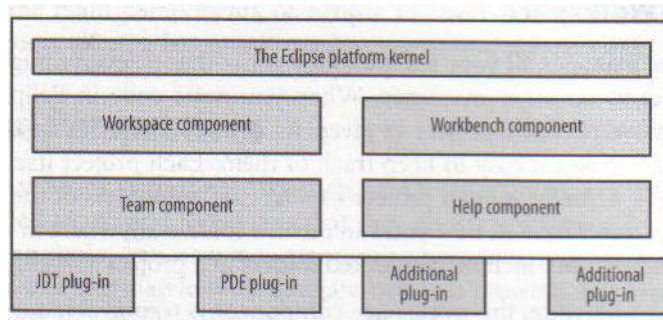 The Eclipse platform kernel
Workspace component
Workbench component
Team component
Help component
JDT plug-in
PDE plug-in
Additional
plug-in
Additional
plug-in